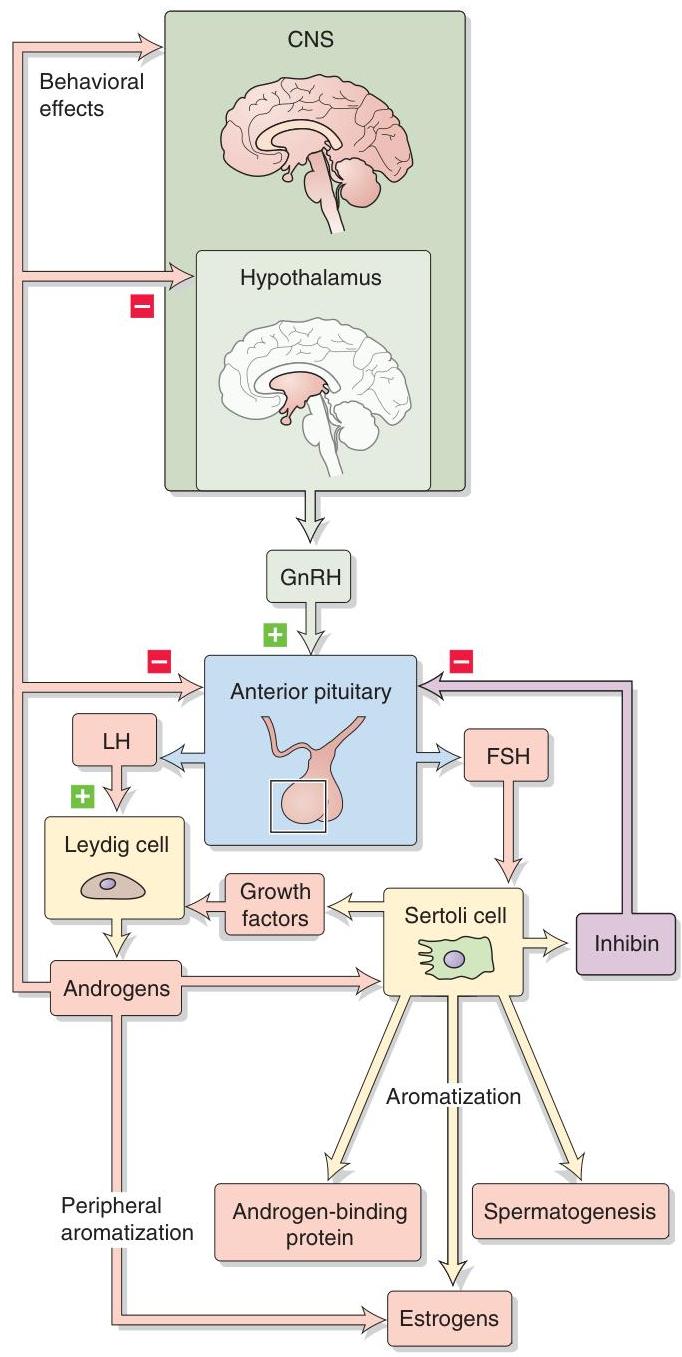 CNS
Behavioral
effects
Hypothalamus
−
GnRH
+
−
−
Anterior pituitary
LH
FSH
+
Leydig cell
Growth
factors
Sertoli cell
Inhibin
Androgens
Aromatization
Peripheral
aromatization
Androgen-binding
protein
Spermatogenesis
Estrogens